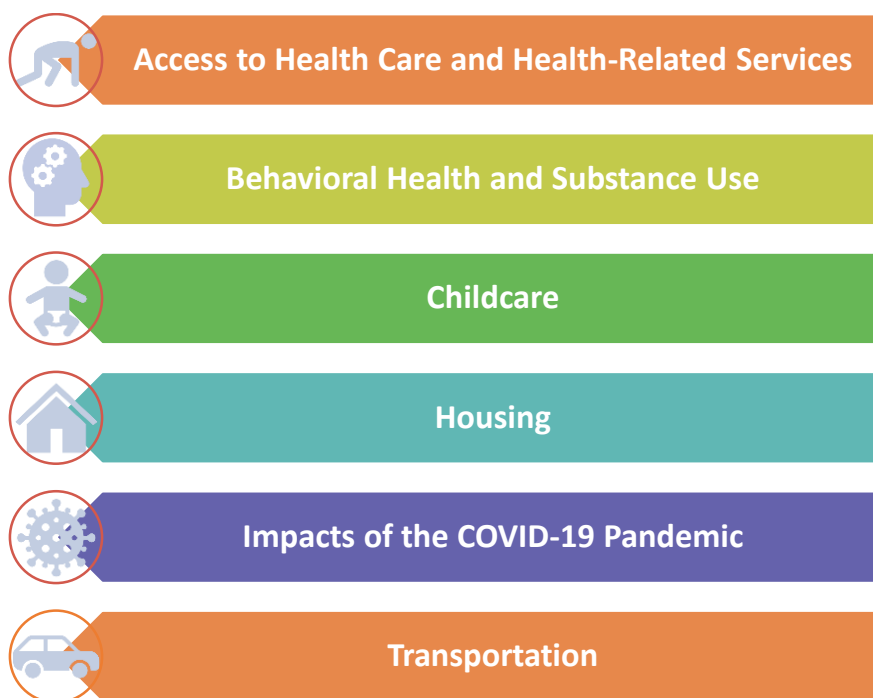 Access to Health Care and Health-Related Services
Behavioral Health and Substance Use
Childcare
Housing
Impacts of the COVID-19 Pandemic
Transportation